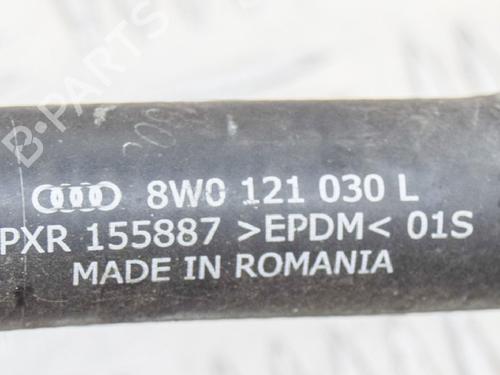 8W0 121 030 L
PXR 155887 >EPDM< 01S
MADE IN ROMANIA
B-PARTS